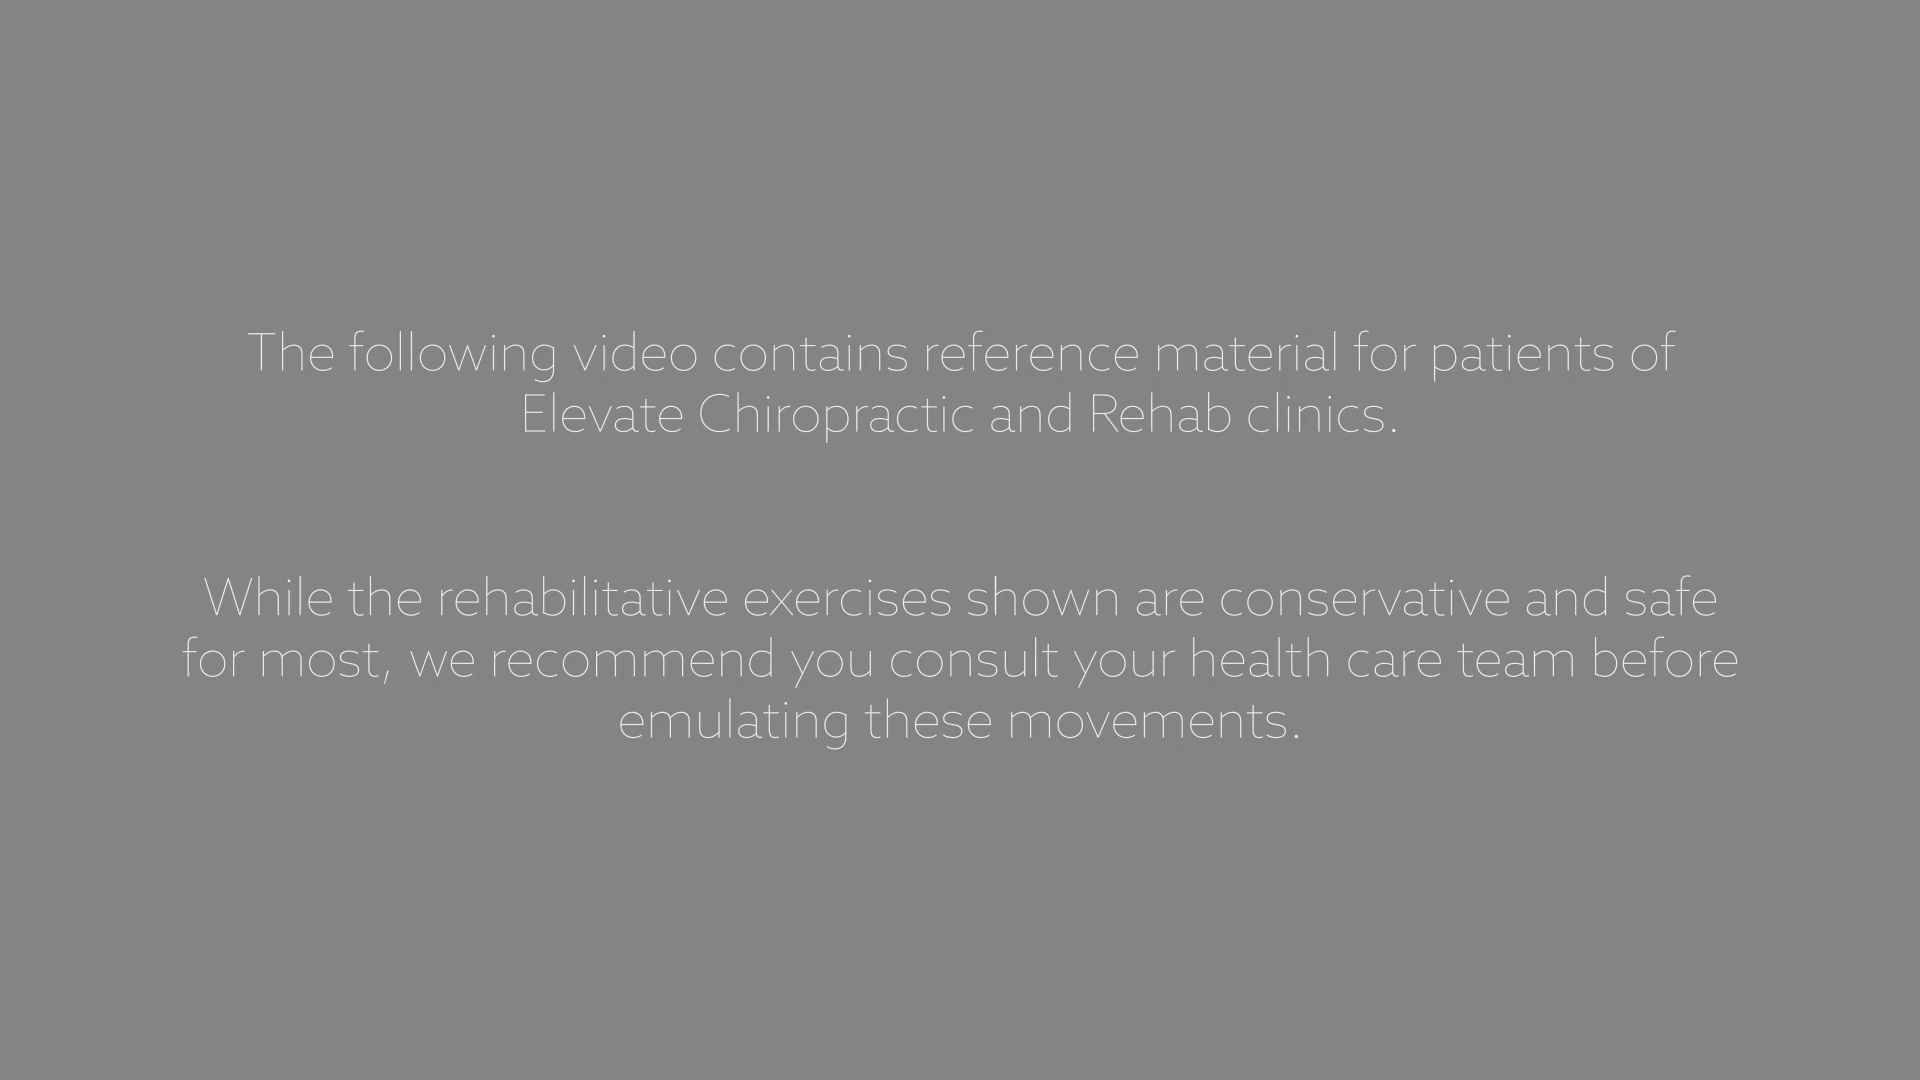 The following video contains reference material for patients of
Elevate Chiropractic and Rehab clinics.
While the rehabilitative exercises shown are conservative and safe
for most, we recommend you consult your health care team before
emulating these movements.